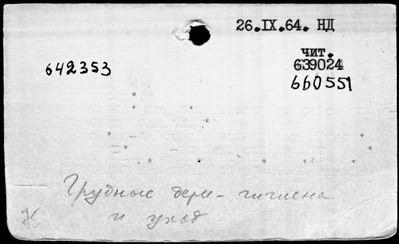 26.IX.64. НД
чит.
642353
639024
660551
Грудные дети - гигиена
и уход
Ж